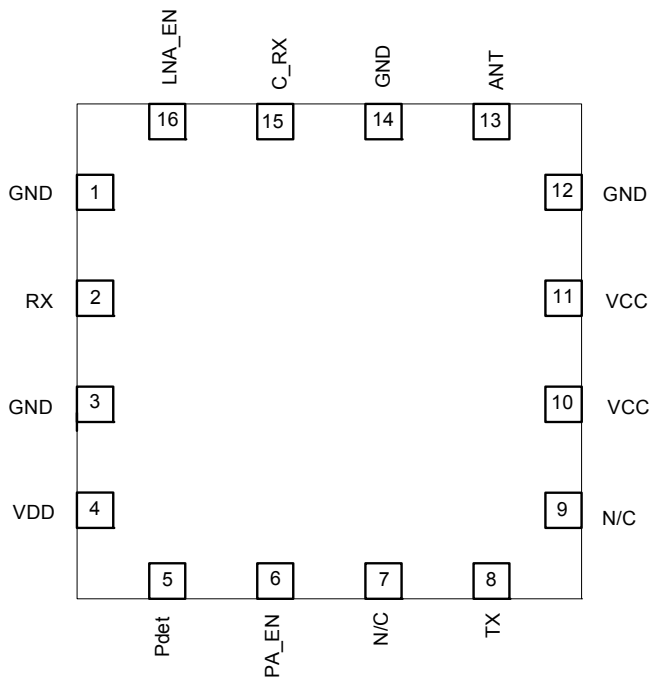 LNA_EN
C_RX
GND
ANT
16
15
14
13
GND
1
12
GND
RX
2
11
VCC
GND
3
10
VCC
VDD
4
9
N/C
5
6
7
8
Pdet
PA_EN
N/C
TX